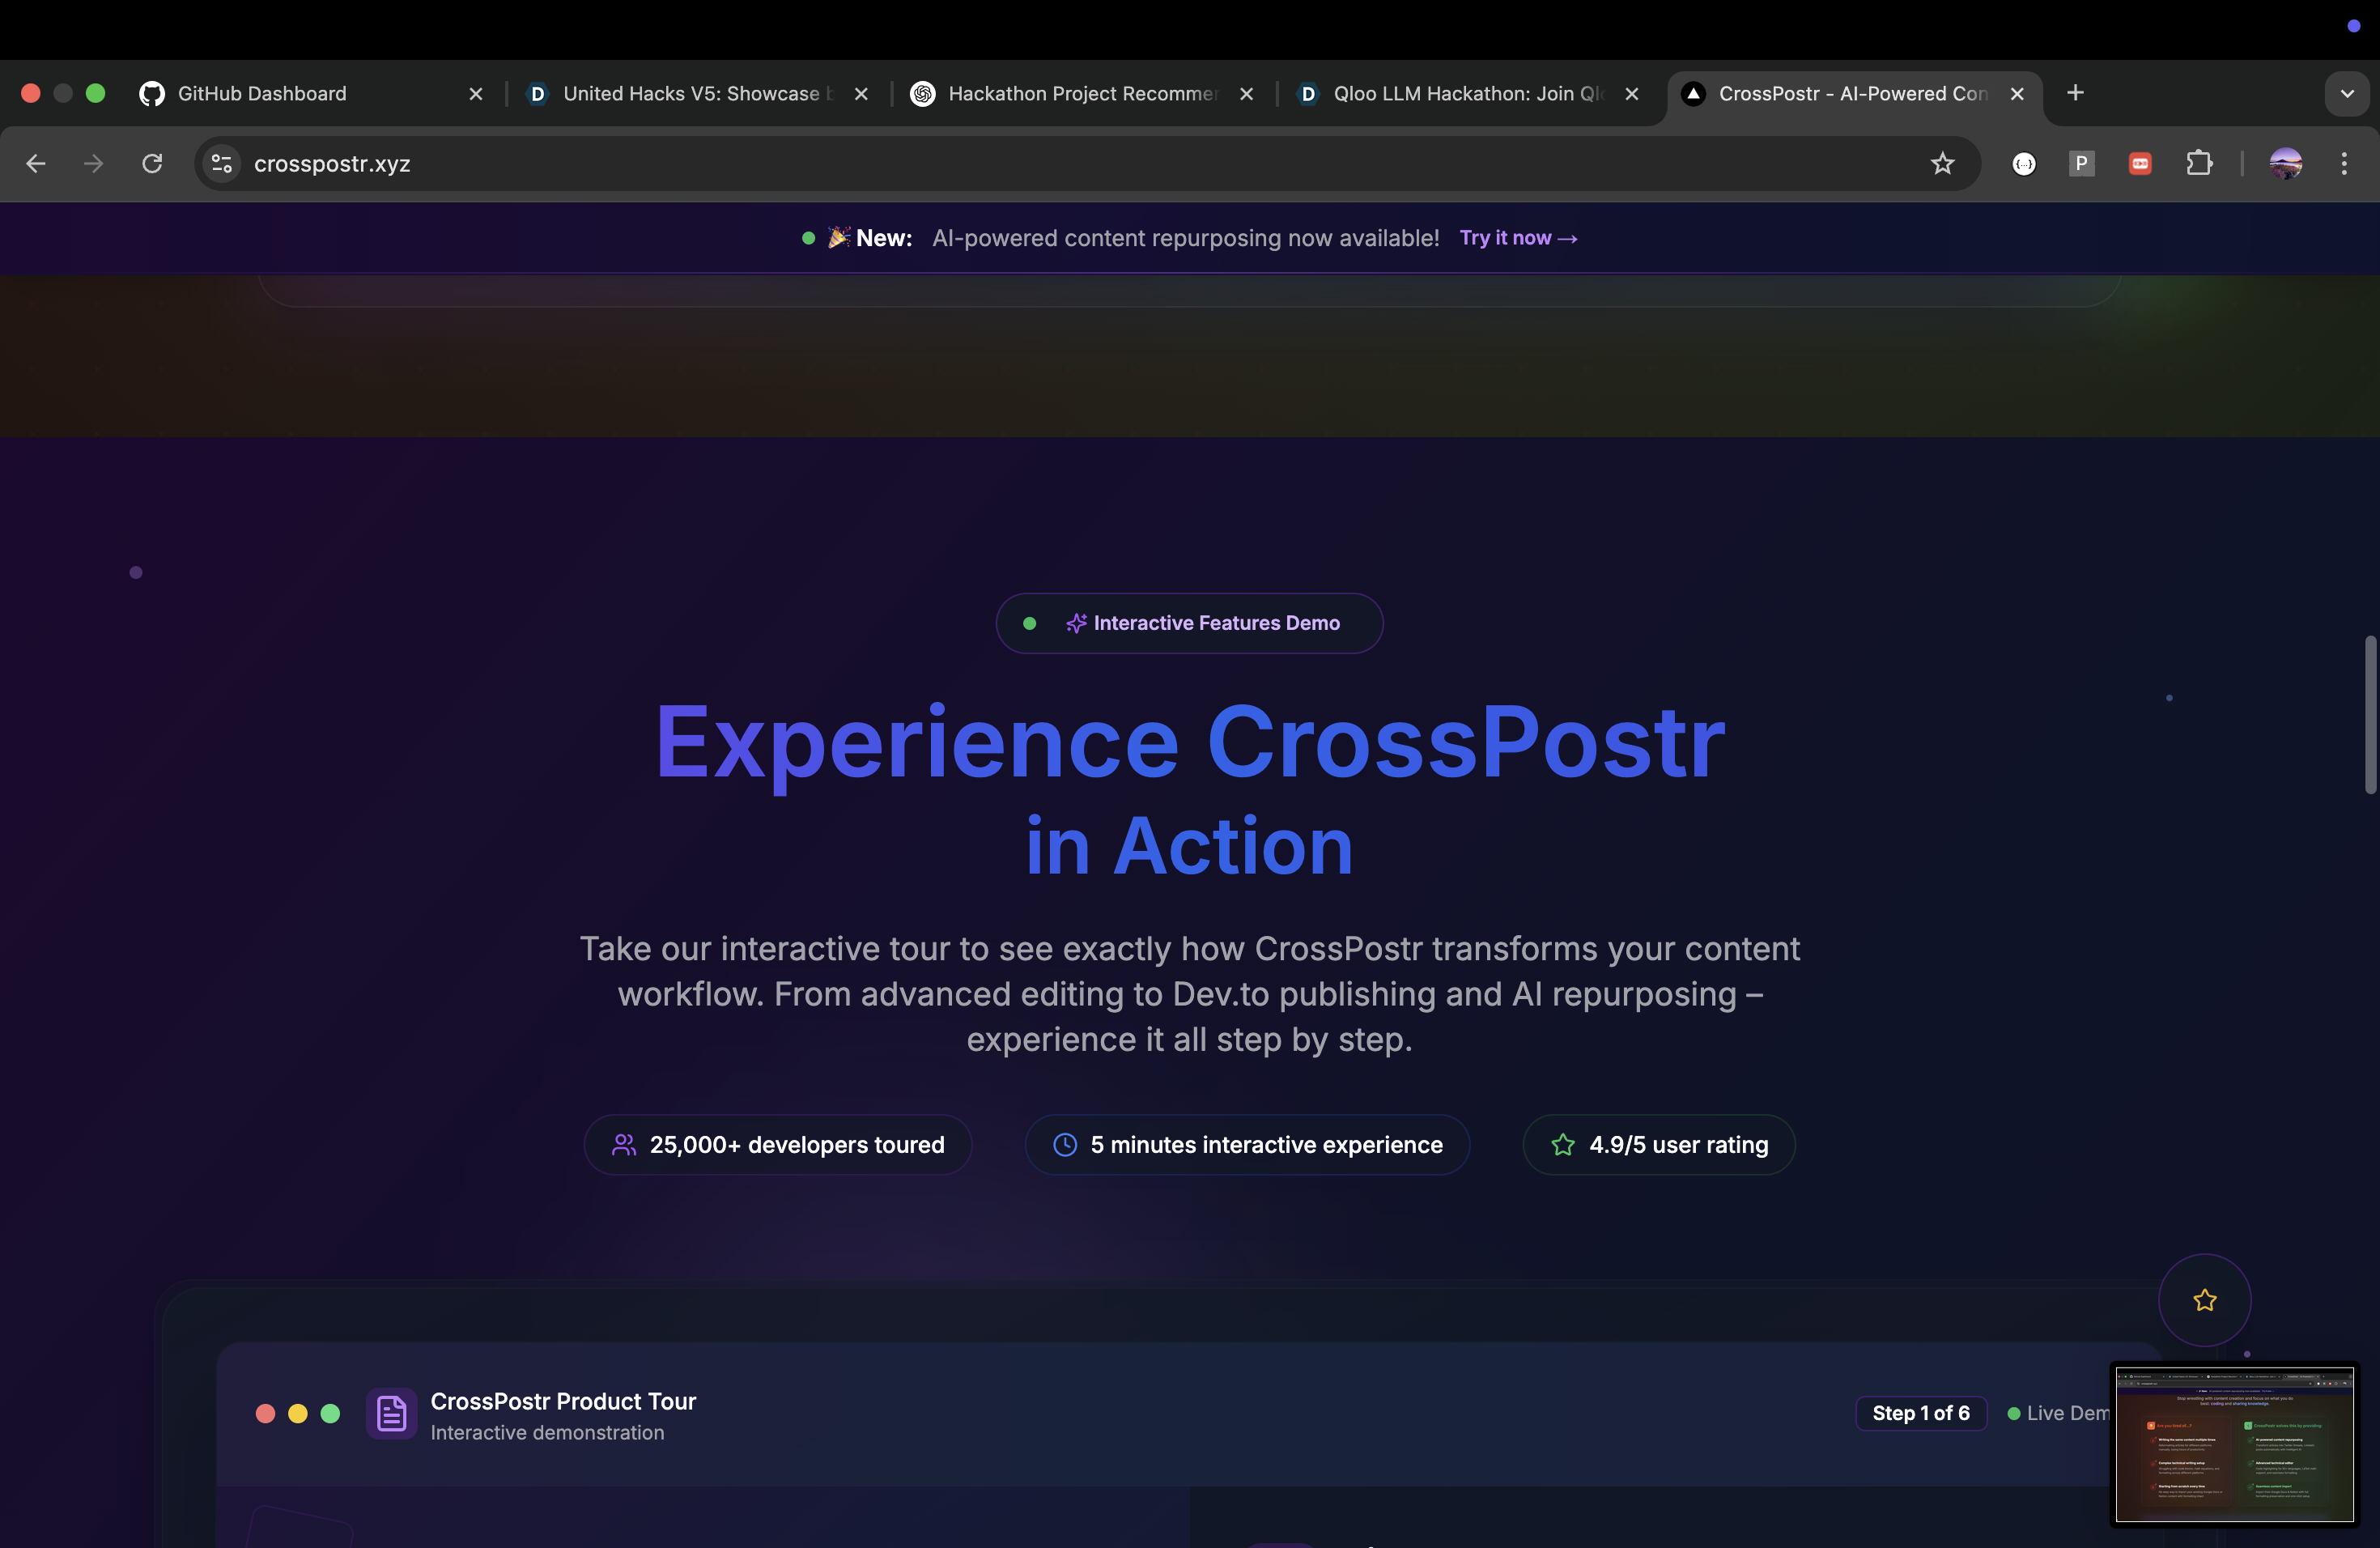 GitHub Dashboard
United Hacks V5: Showcase
Hackathon Project Recomme
Qloo LLM Hackathon: Join Ql
CrossPostr - AI-Powered Con
crosspostr.xyz
P
🎉 New: AI-powered content repurposing now available! Try it now →
Interactive Features Demo
Experience CrossPostr
in Action
Take our interactive tour to see exactly how CrossPostr transforms your content
workflow. From advanced editing to Dev.to publishing and AI repurposing –
experience it all step by step.
25,000+ developers toured
5 minutes interactive experience
4.9/5 user rating
CrossPostr Product Tour
Interactive demonstration
Step 1 of 6
Live Dem